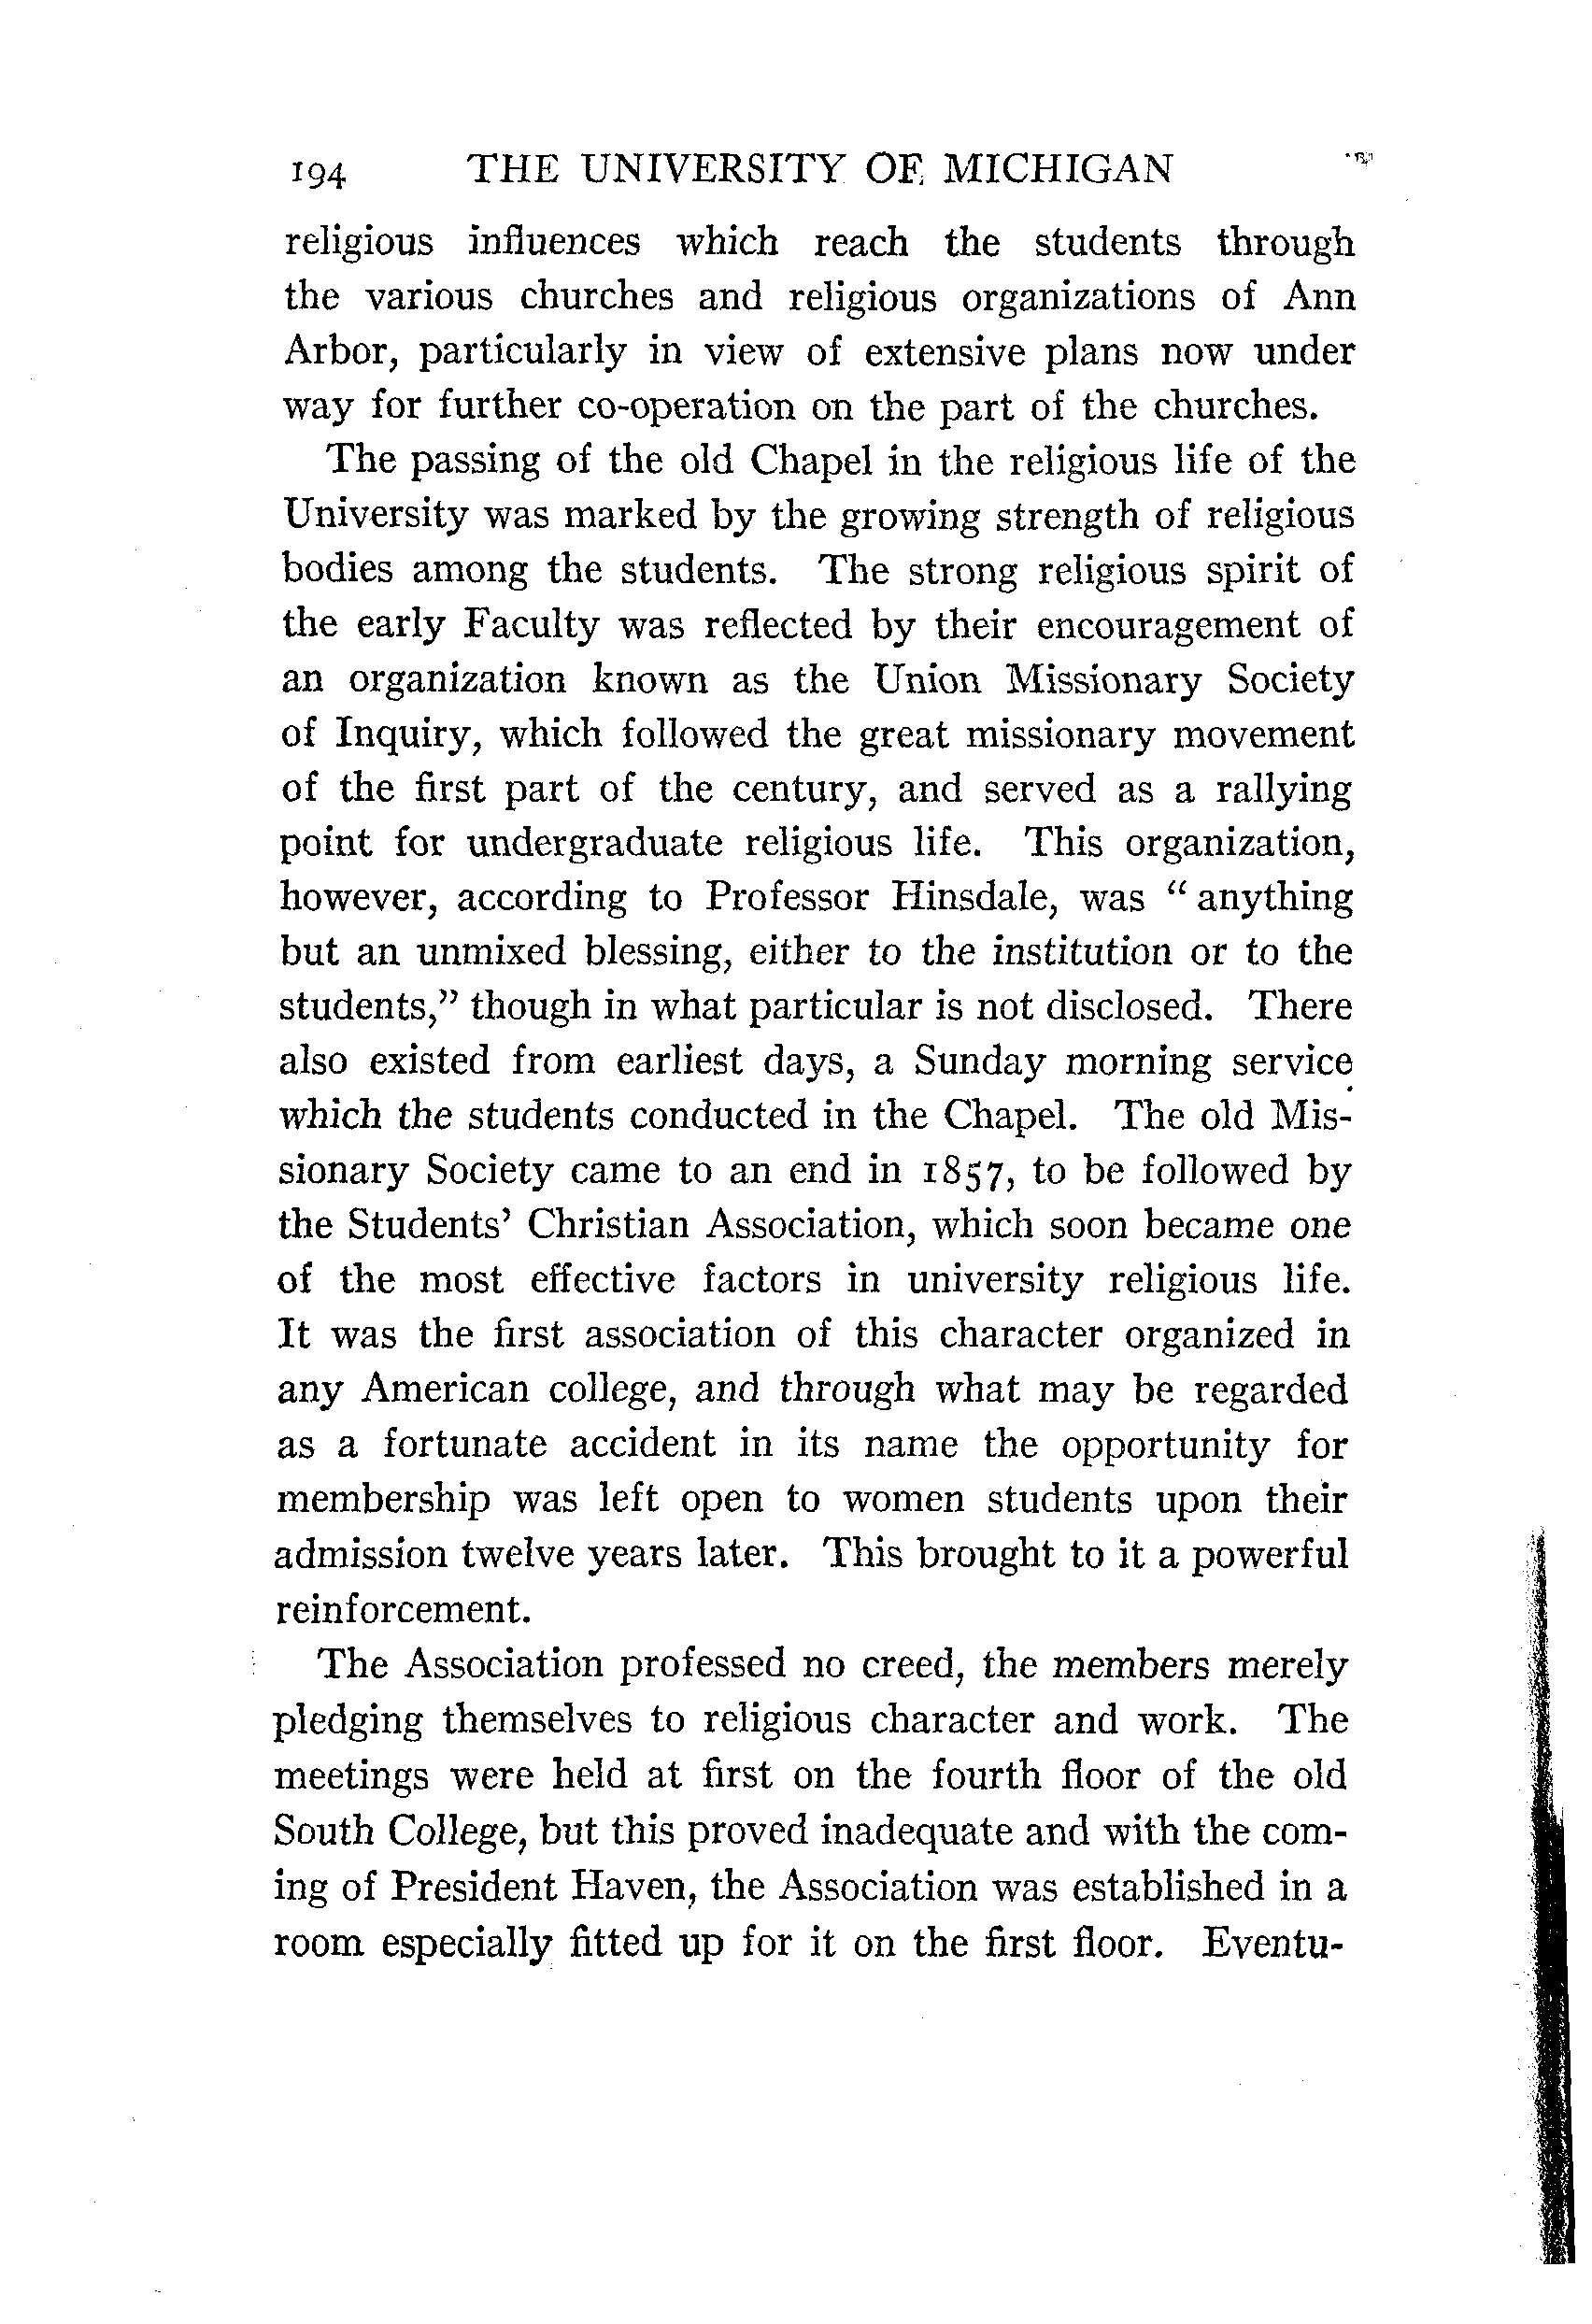 194 THE UNIVERSITY OF MICHIGAN
religious influences which reach the students through
the various churches and religious organizations of Ann
Arbor, particularly in view of extensive plans now under
way for further co-operation on the part of the churches.
The passing of the old Chapel in the religious life of the
University was marked by the growing strength of religious
bodies among the students. The strong religious spirit of
the early Faculty was reflected by their encouragement of
an organization known as the Union Missionary Society
of Inquiry, which followed the great missionary movement
of the first part of the century, and served as a rallying
point for undergraduate religious life. This organization,
however, according to Professor Hinsdale, was “ anything
but an unmixed blessing, either to the institution or to the
students,” though in what particular is not disclosed. There
also existed from earliest days, a Sunday morning service
which the students conducted in the Chapel. The old Mis-
sionary Society came to an end in 1857, to be followed by
the Students’ Christian Association, which soon became one
of the most effective factors in university religious life.
It was the first association of this character organized in
any American college, and through what may be regarded
as a fortunate accident in its name the opportunity for
membership was left open to women students upon their
admission twelve years later. This brought to it a powerful
reinforcement.
The Association professed no creed, the members merely
pledging themselves to religious character and work. The
meetings were held at first on the fourth floor of the old
South College, but this proved inadequate and with the com-
ing of President Haven, the Association was established in a
room especially fitted up for it on the first floor. Eventu-